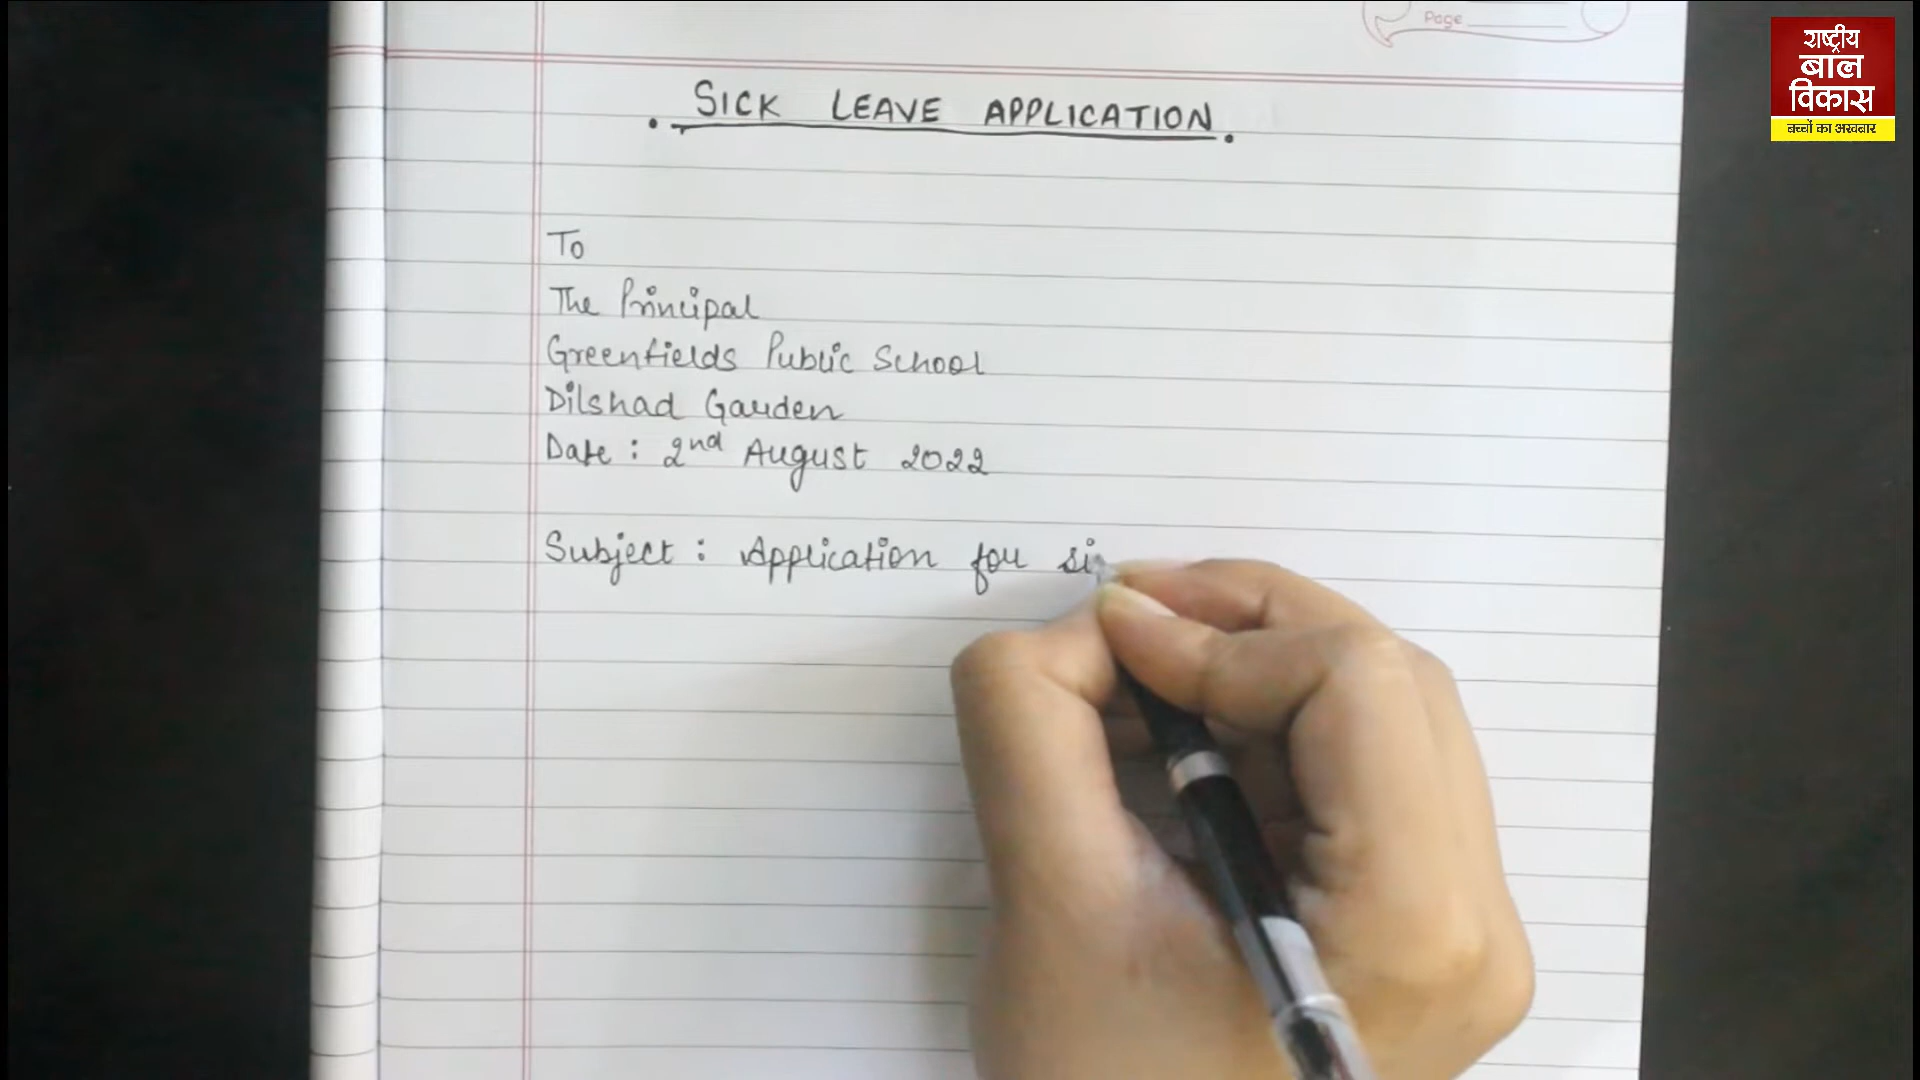 Page
राष्ट्रीय
बाल
विकास
बच्चों का अखबार
SICK LEAVE APPLICATION
To
The Principal
Greenfields Public School
Dilshad Garden
Date : 2nd August 2022
Subject : Application for si